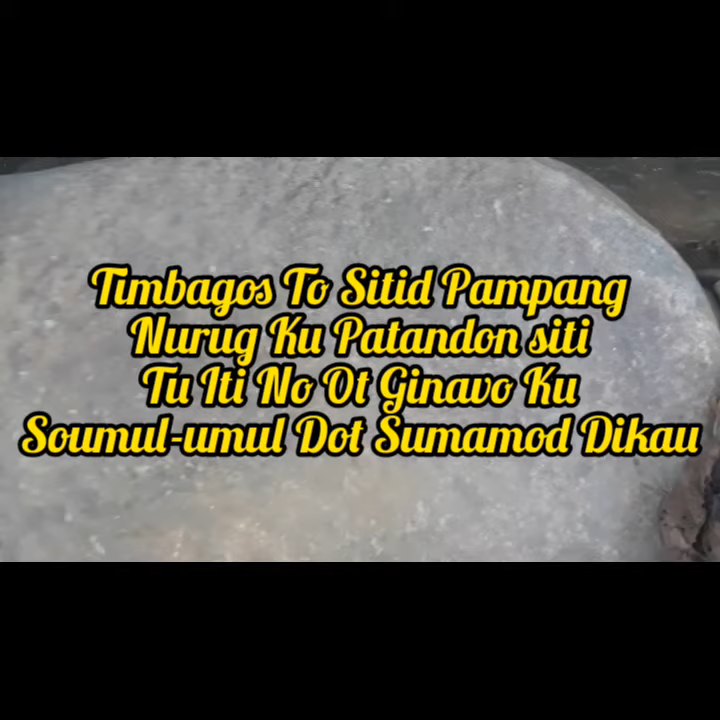 Timbagos To Sitid Pampang
Nurug Ku Patandon siti
Tu Iti No Ot Ginavo Ku
Soumul-umul Dot Sumamod Dikau